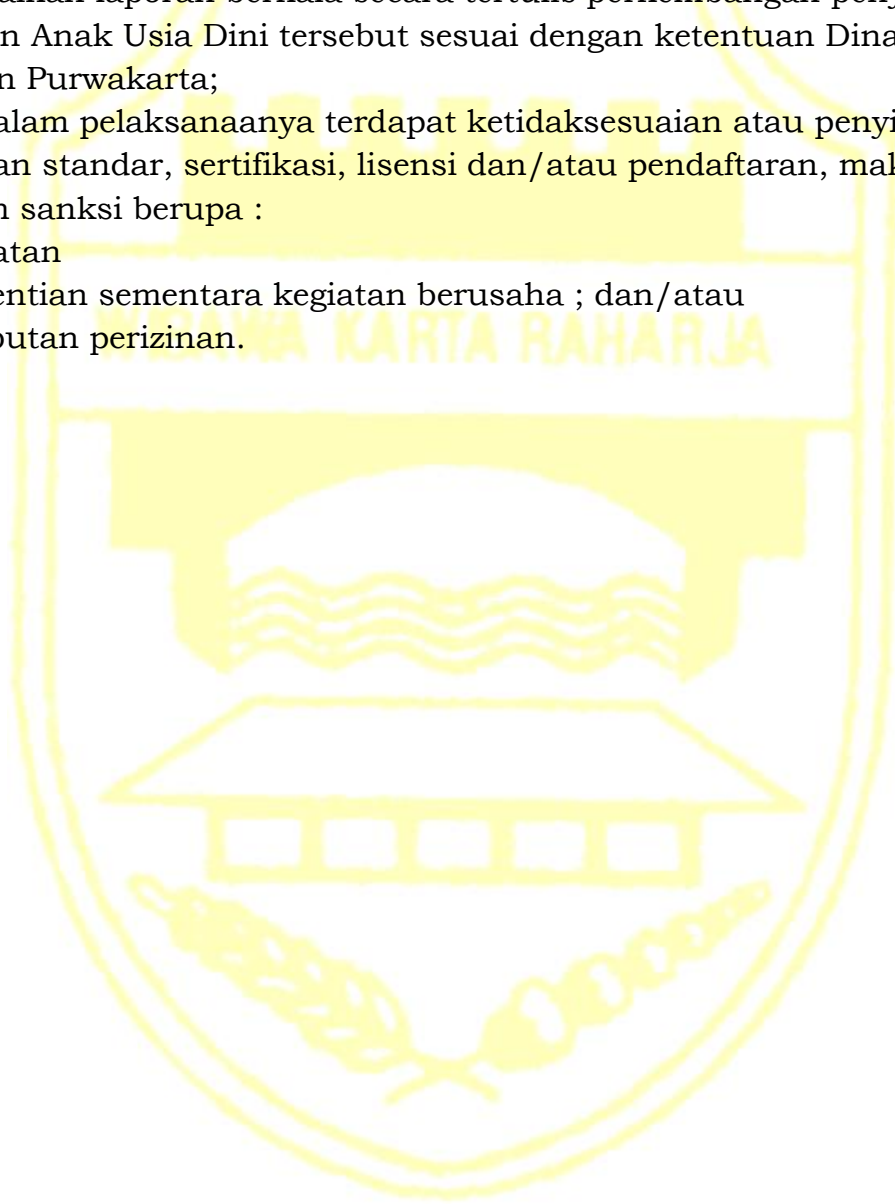 laporan berkala secara tertulis perkembangan
n Anak Usia Dini tersebut sesuai dengan ketentuan Dina
n Purwakarta;
alam pelaksanaanya terdapat ketidaksesuaian atau penyi
an standar, sertifikasi, lisensi dan/atau pendaftaran, mak
n sanksi berupa :
atan
entian sementara kegiatan berusaha ; dan/atau
butan perizinan.
WIBAWA KARTA RAHARJA